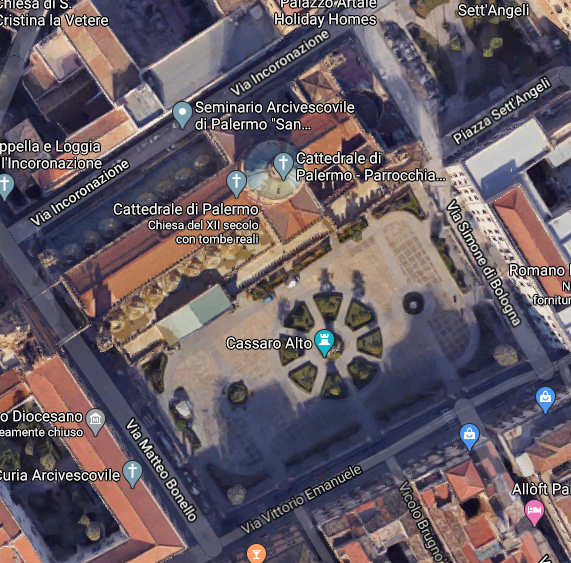 Chiesa di S.
Cristina la Vetere
Palazzo Artale
Holiday Homes
Sett'Angeli
Via Incoronazione
Seminario Arcivescovile
di Palermo "San...
Piazza Sett'Angeli
ppella e Loggia
l'Incoronazione
Cattedrale di
Palermo - Parrocchia...
Via Incoronazione
Cattedrale di Palermo
Chiesa del XII secolo
con tombe reali
Via Simone di Bologna
Romano
N
fornitur
Cassaro Alto
o Diocesano
eamente chiuso
Curia Arcivescovile
Via Matteo Bonello
Via Vittorio Emanuele
Vicolo Brugnò
Allòft Pa